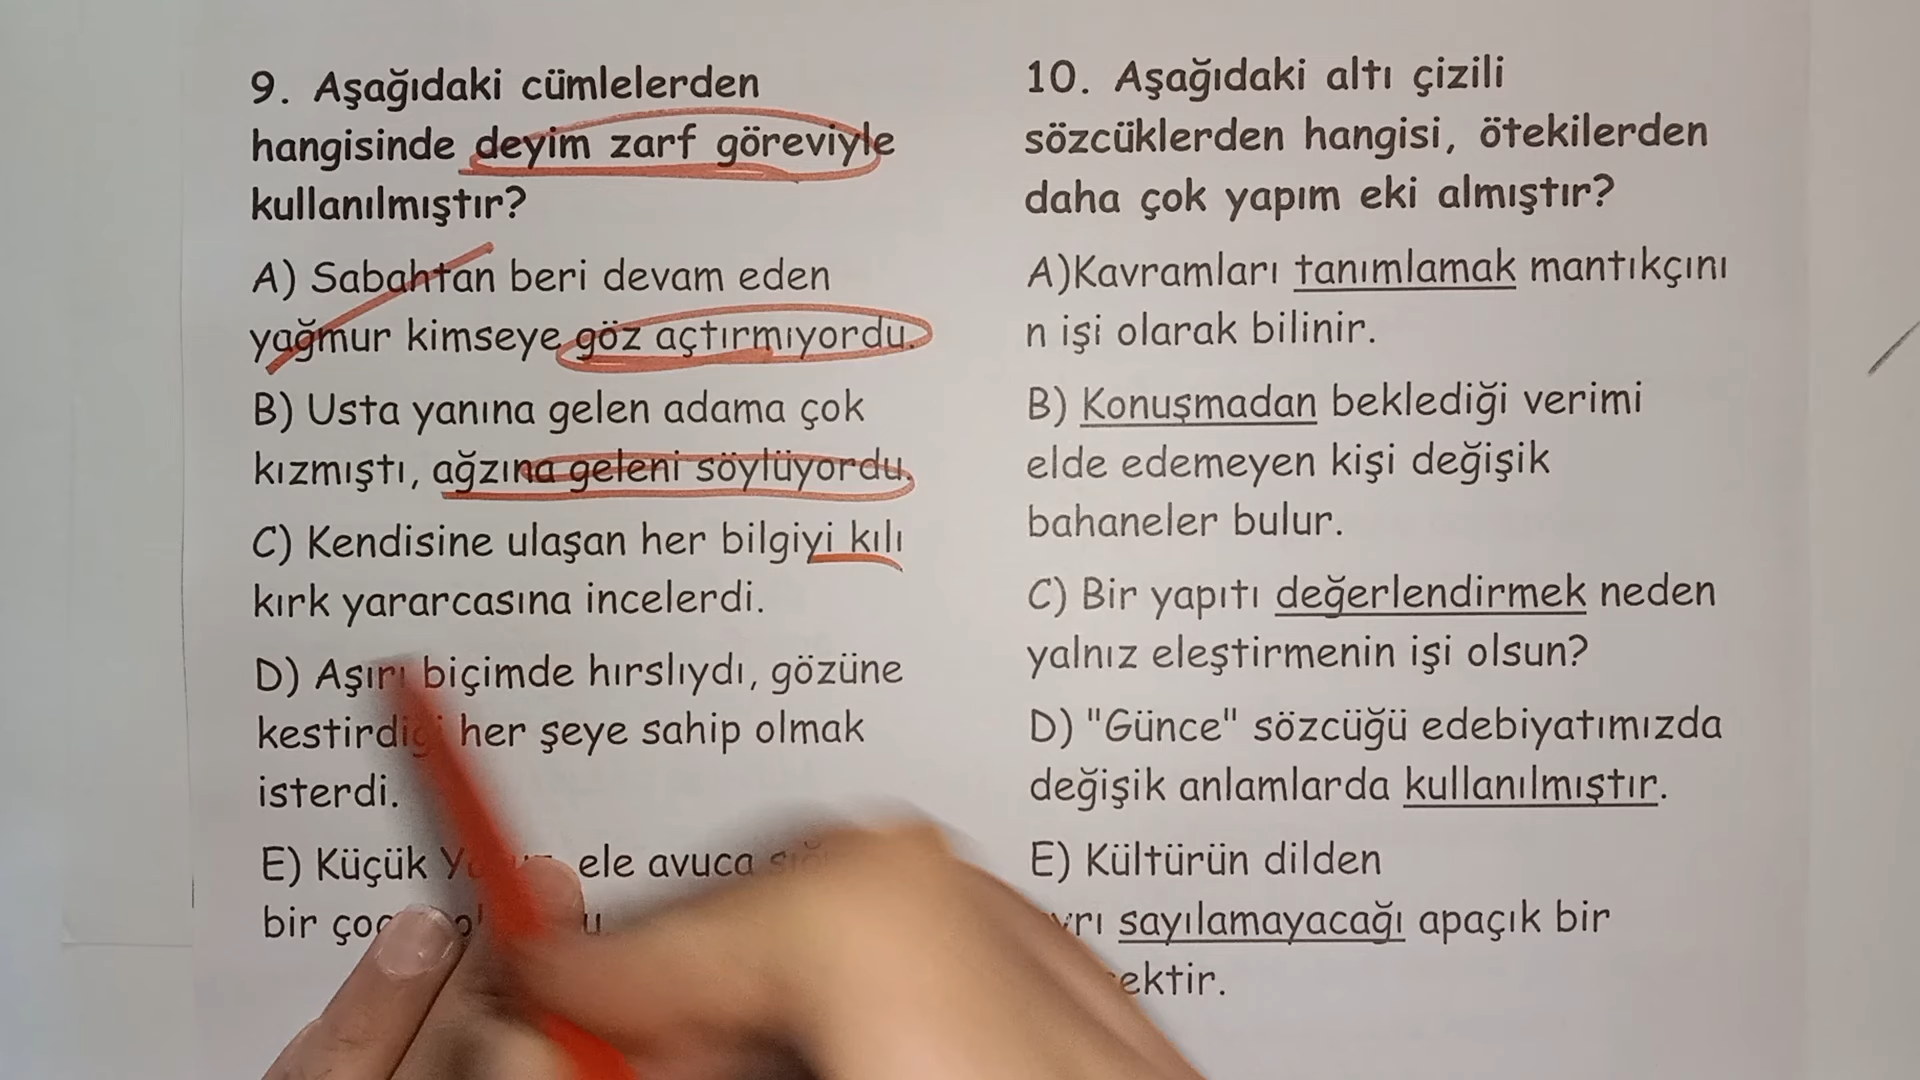 9. Aşağıdaki cümlelerden
hangisinde deyim zarf göreviyle
kullanılmıştır?
A) Sabahtan beri devam eden
yağmur kimseye göz açtırmıyordu.
B) Usta yanına gelen adama çok
kızmıştı, ağzına geleni söylüyordu.
C) Kendisine ulaşan her bilgiyi kılı
kırk yararcasına incelerdi.
D) Aşırı biçimde hırslıydı, gözüne
kestirdiği her şeye sahip olmak
isterdi.
E) Küçük ele avuca
bir
10. Aşağıdaki altı çizili
sözcüklerden hangisi, ötekilerden
daha çok yapım eki almıştır?
A)Kavramları tanımlamak mantıkçını
n işi olarak bilinir.
B) Konuşmadan beklediği verimi
elde edemeyen kişi değişik
bahaneler bulur.
C) Bir yapıtı değerlendirmek neden
yalnız eleştirmenin işi olsun?
D) "Günce" sözcüğü edebiyatımızda
değişik anlamlarda kullanılmıştır.
E) Kültürün dilden
sayılamayacağı apaçık bir